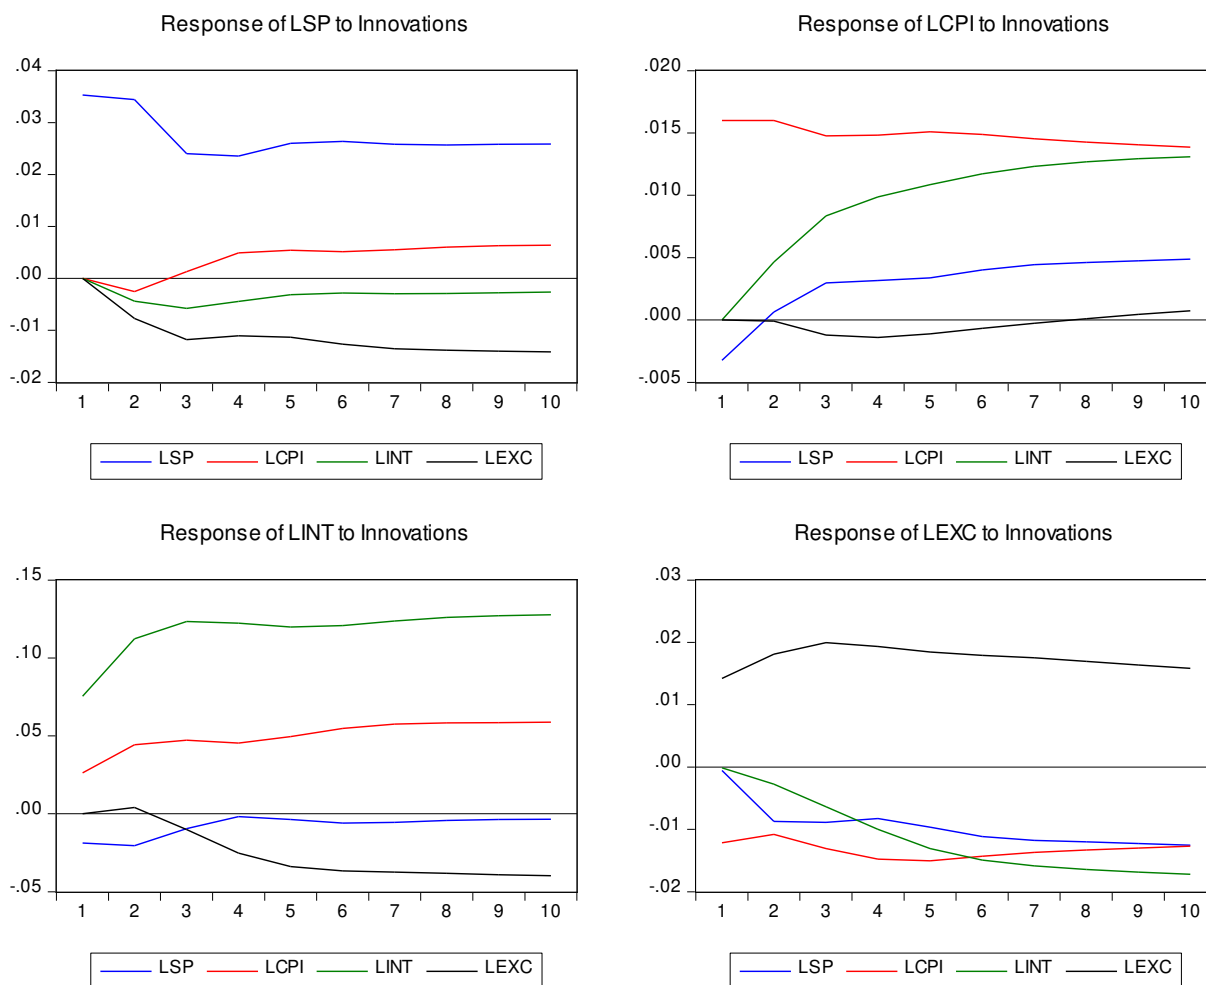 Response of LSP to Innovations
.04
.03
.02
.01
.00
-.01
-.02
1 2 3 4 5 6 7 8 9 10
LSP LCPI LINT LEXC
Response of LCPI to Innovations
.020
.015
.010
.005
.000
-.005
1 2 3 4 5 6 7 8 9 10
LSP LCPI LINT LEXC
Response of LINT to Innovations
.15
.10
.05
.00
-.05
1 2 3 4 5 6 7 8 9 10
LSP LCPI LINT LEXC
Response of LEXC to Innovations
.03
.02
.01
.00
-.01
-.02
1 2 3 4 5 6 7 8 9 10
LSP LCPI LINT LEXC